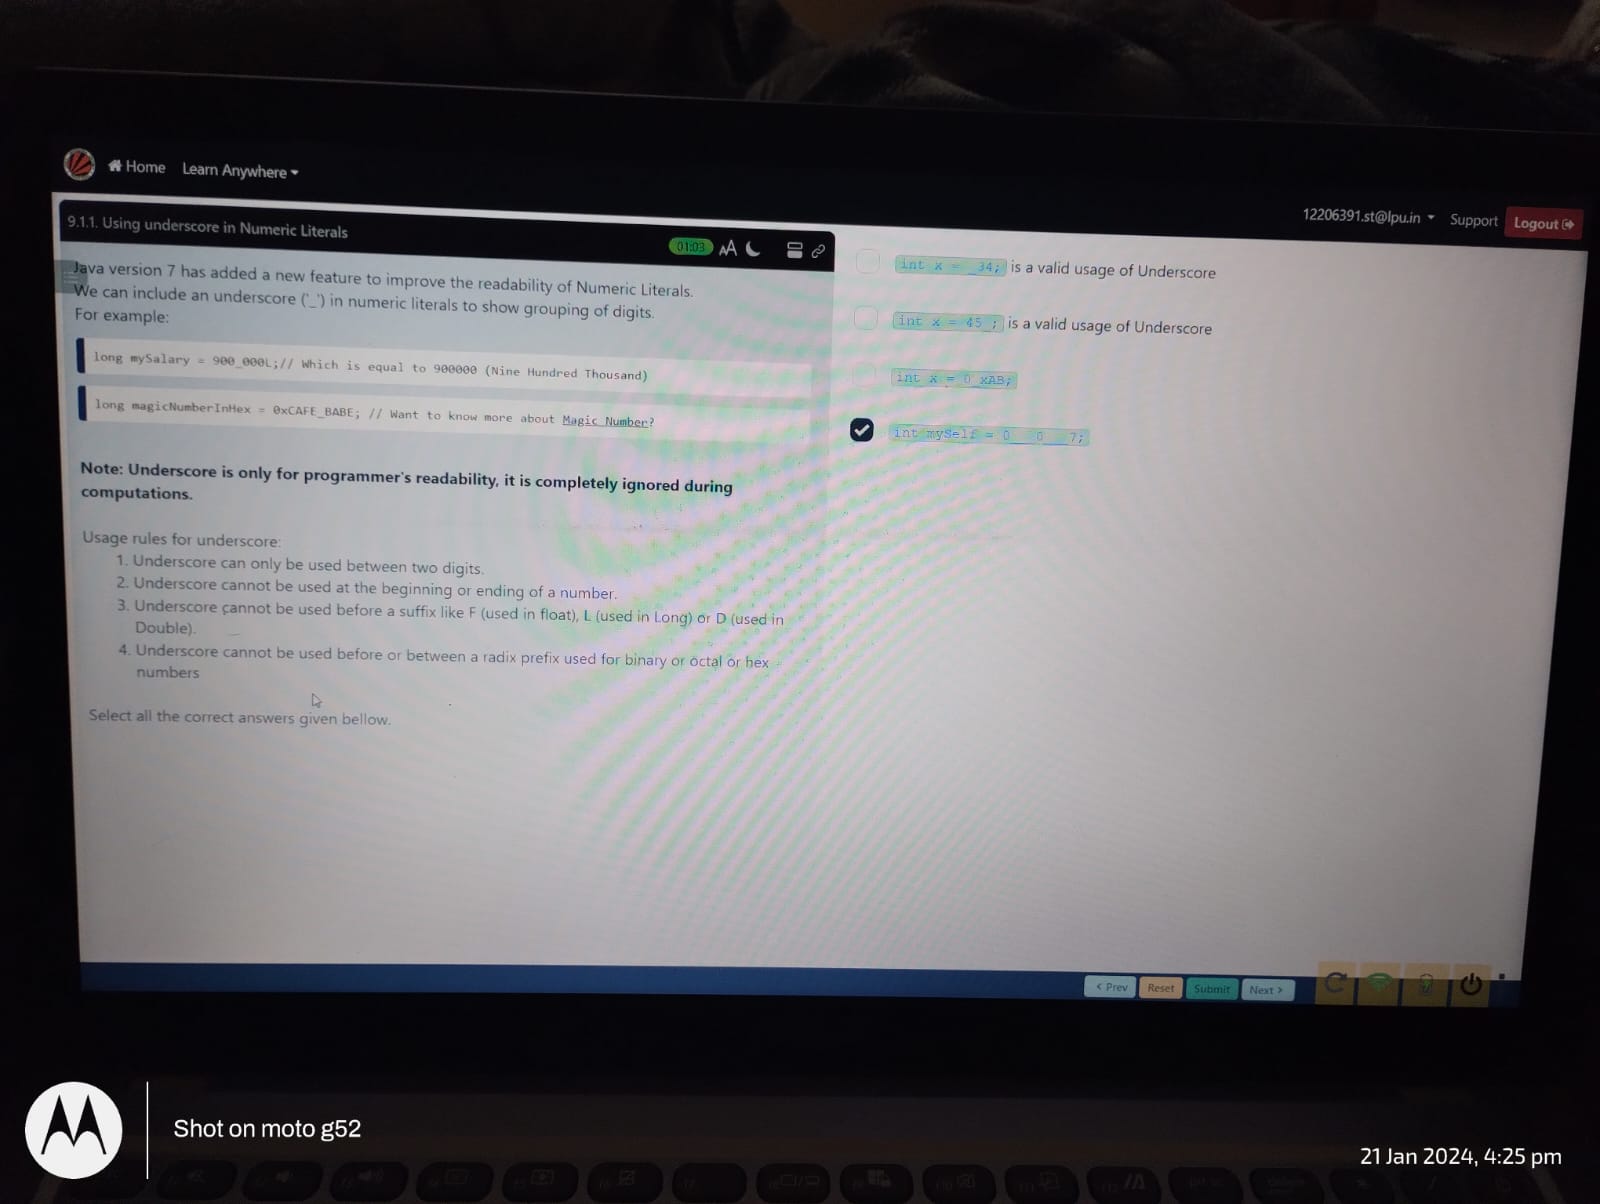 Home Learn Anywhere
12206391.st@lpu.in Support Logout
9.1.1. Using underscore in Numeric Literals
01:03 AA
Java version 7 has added a new feature to improve the readability of Numeric Literals.
We can include an underscore ('_') in numeric literals to show grouping of digits.
For example:
long mySalary = 900_000L;// Which is equal to 900000 (Nine Hundred Thousand)
long magicNumberInHex = 0xCAFE_BABE; // Want to know more about Magic Number?
Note: Underscore is only for programmer's readability, it is completely ignored during
computations.
Usage rules for underscore:
1. Underscore can only be used between two digits.
2. Underscore cannot be used at the beginning or ending of a number.
3. Underscore cannot be used before a suffix like F (used in float), L (used in Long) or D (used in
Double).
4. Underscore cannot be used before or between a radix prefix used for binary or octal or hex
numbers
Select all the correct answers given bellow.
int x = _34; is a valid usage of Underscore
int x = 45_; is a valid usage of Underscore
int x = 0_xAB;
int mySelf = 0__0__7;
< Prev Reset Submit Next >
Shot on moto g52
21 Jan 2024, 4:25 pm